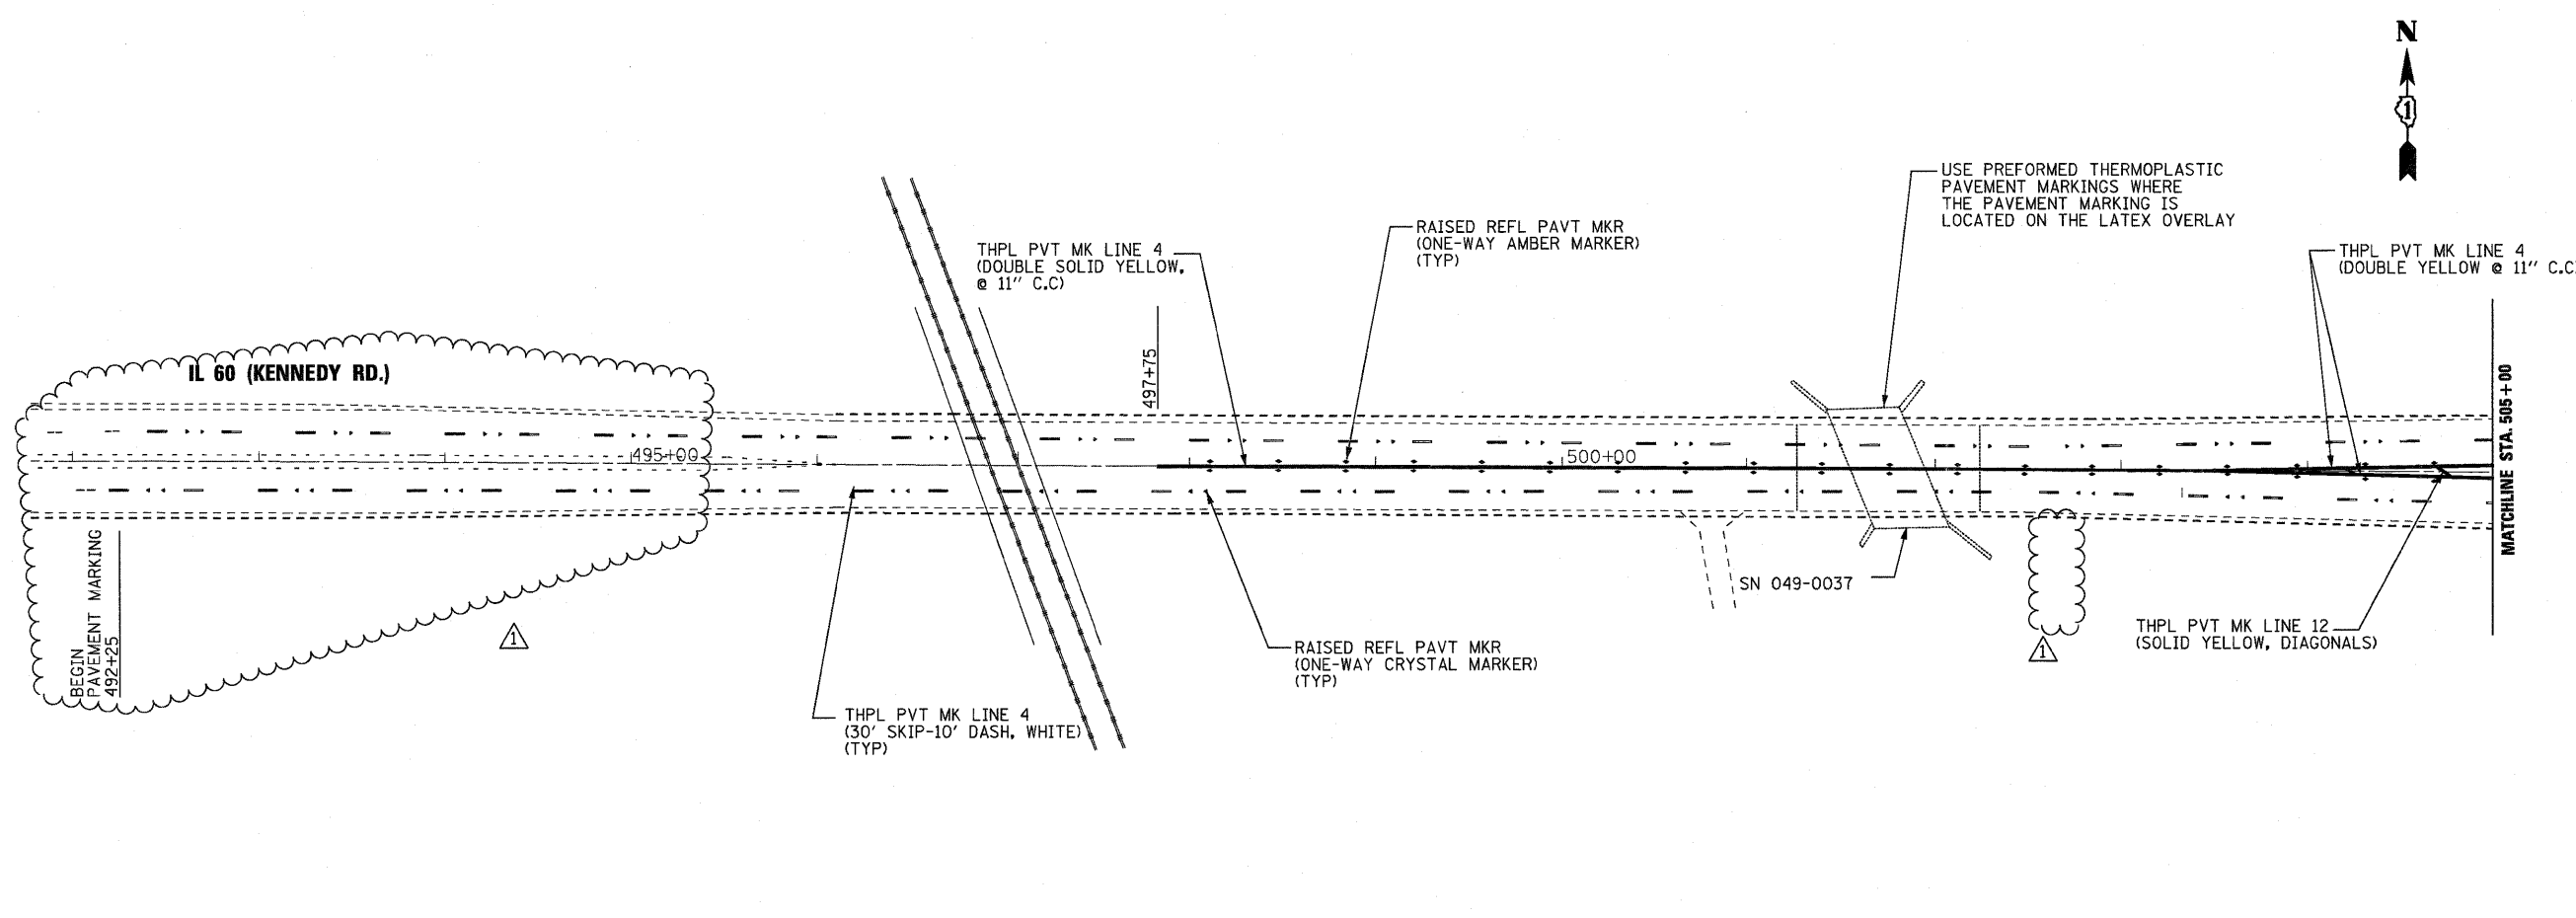 N
1
USE PREFORMED THERMOPLASTIC
PAVEMENT MARKINGS WHERE
THE PAVEMENT MARKING IS
LOCATED ON THE LATEX OVERLAY
RAISED REFL PAVT MKR
(ONE-WAY AMBER MARKER)
(TYP)
THPL PVT MK LINE 4
(DOUBLE SOLID YELLOW,
@ 11" C.C)
THPL PVT MK LINE 4
(DOUBLE YELLOW @ 11" C.C)
497+75
IL 60 (KENNEDY RD.)
495+00
500+00
MATCHLINE STA. 505+00
BEGIN
PAVEMENT MARKING
492+25
1
SN 049-0037
THPL PVT MK LINE 12
(SOLID YELLOW, DIAGONALS)
1
RAISED REFL PAVT MKR
(ONE-WAY CRYSTAL MARKER)
(TYP)
THPL PVT MK LINE 4
(30' SKIP-10' DASH, WHITE)
(TYP)